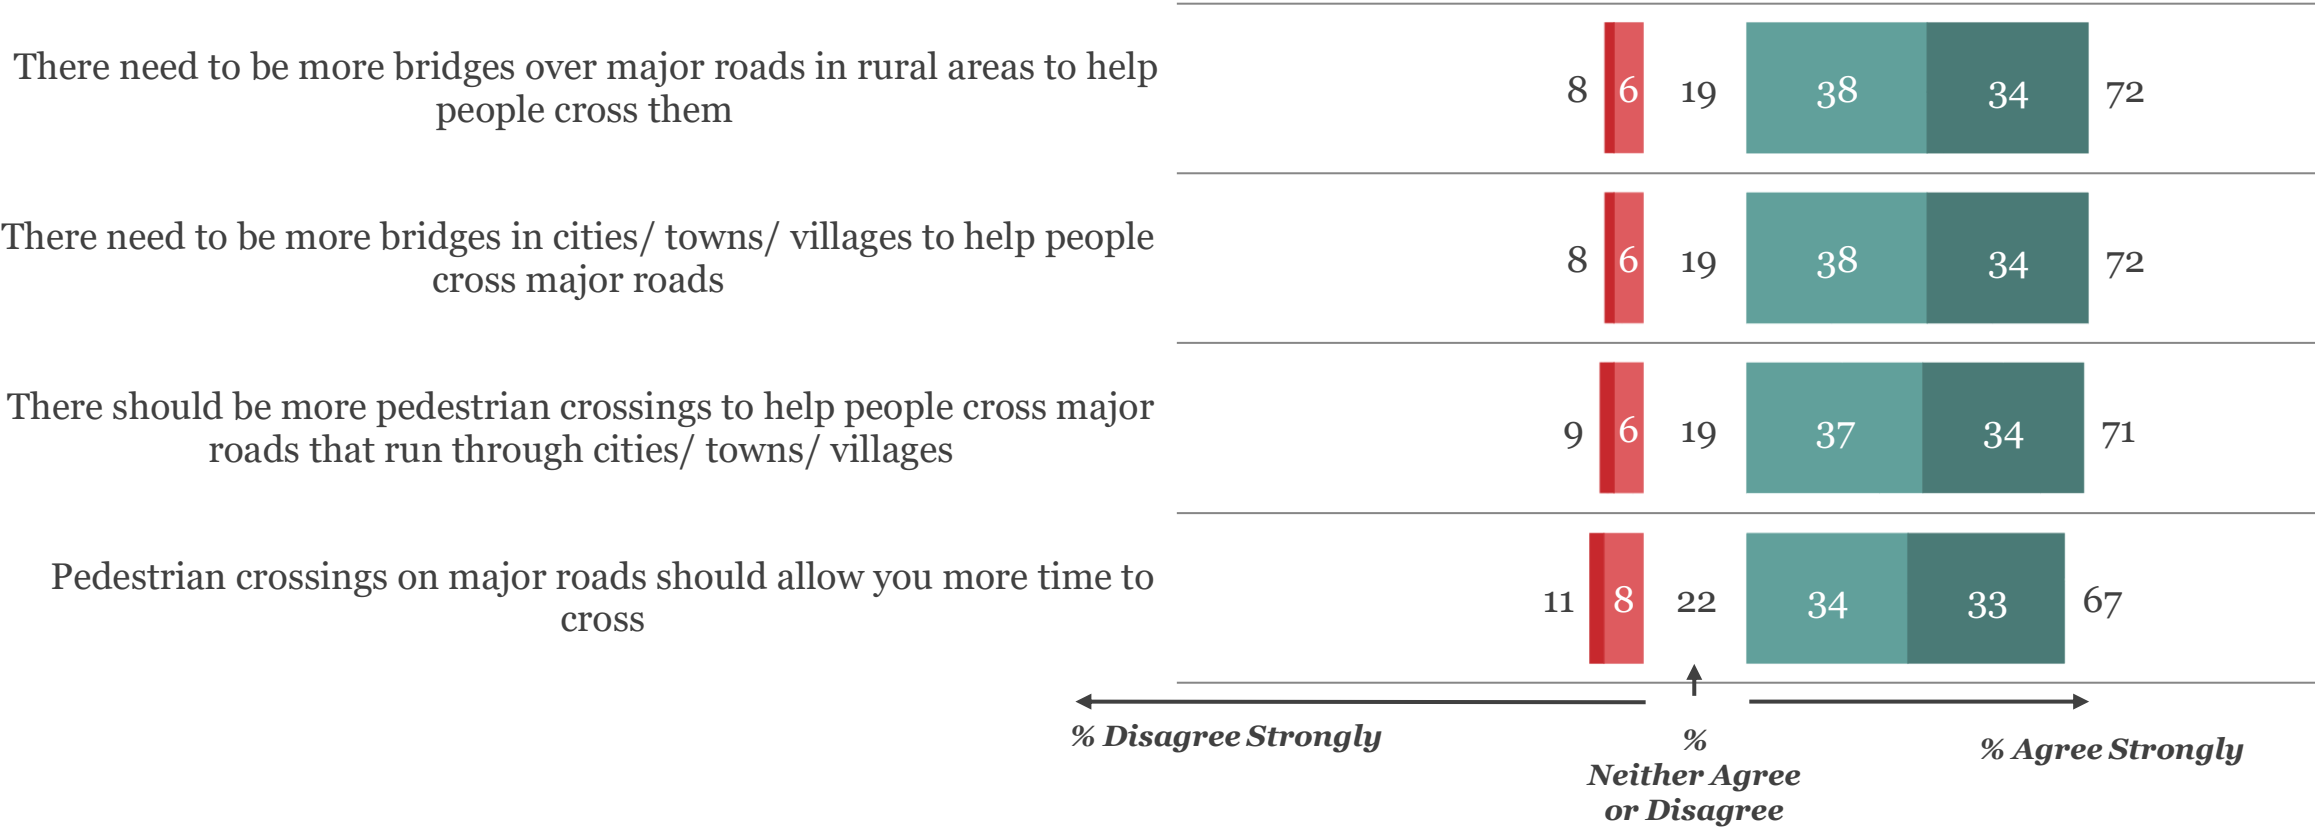 There need to be more bridges over major roads in rural areas to help
people cross them
8 6 19 38 34 72
There need to be more bridges in cities/ towns/ villages to help people
cross major roads
8 6 19 38 34 72
There should be more pedestrian crossings to help people cross major
roads that run through cities/ towns/ villages
9 6 19 37 34 71
Pedestrian crossings on major roads should allow you more time to
cross
11 8 22 34 33 67
% Disagree Strongly
%
Neither Agree
or Disagree
% Agree Strongly